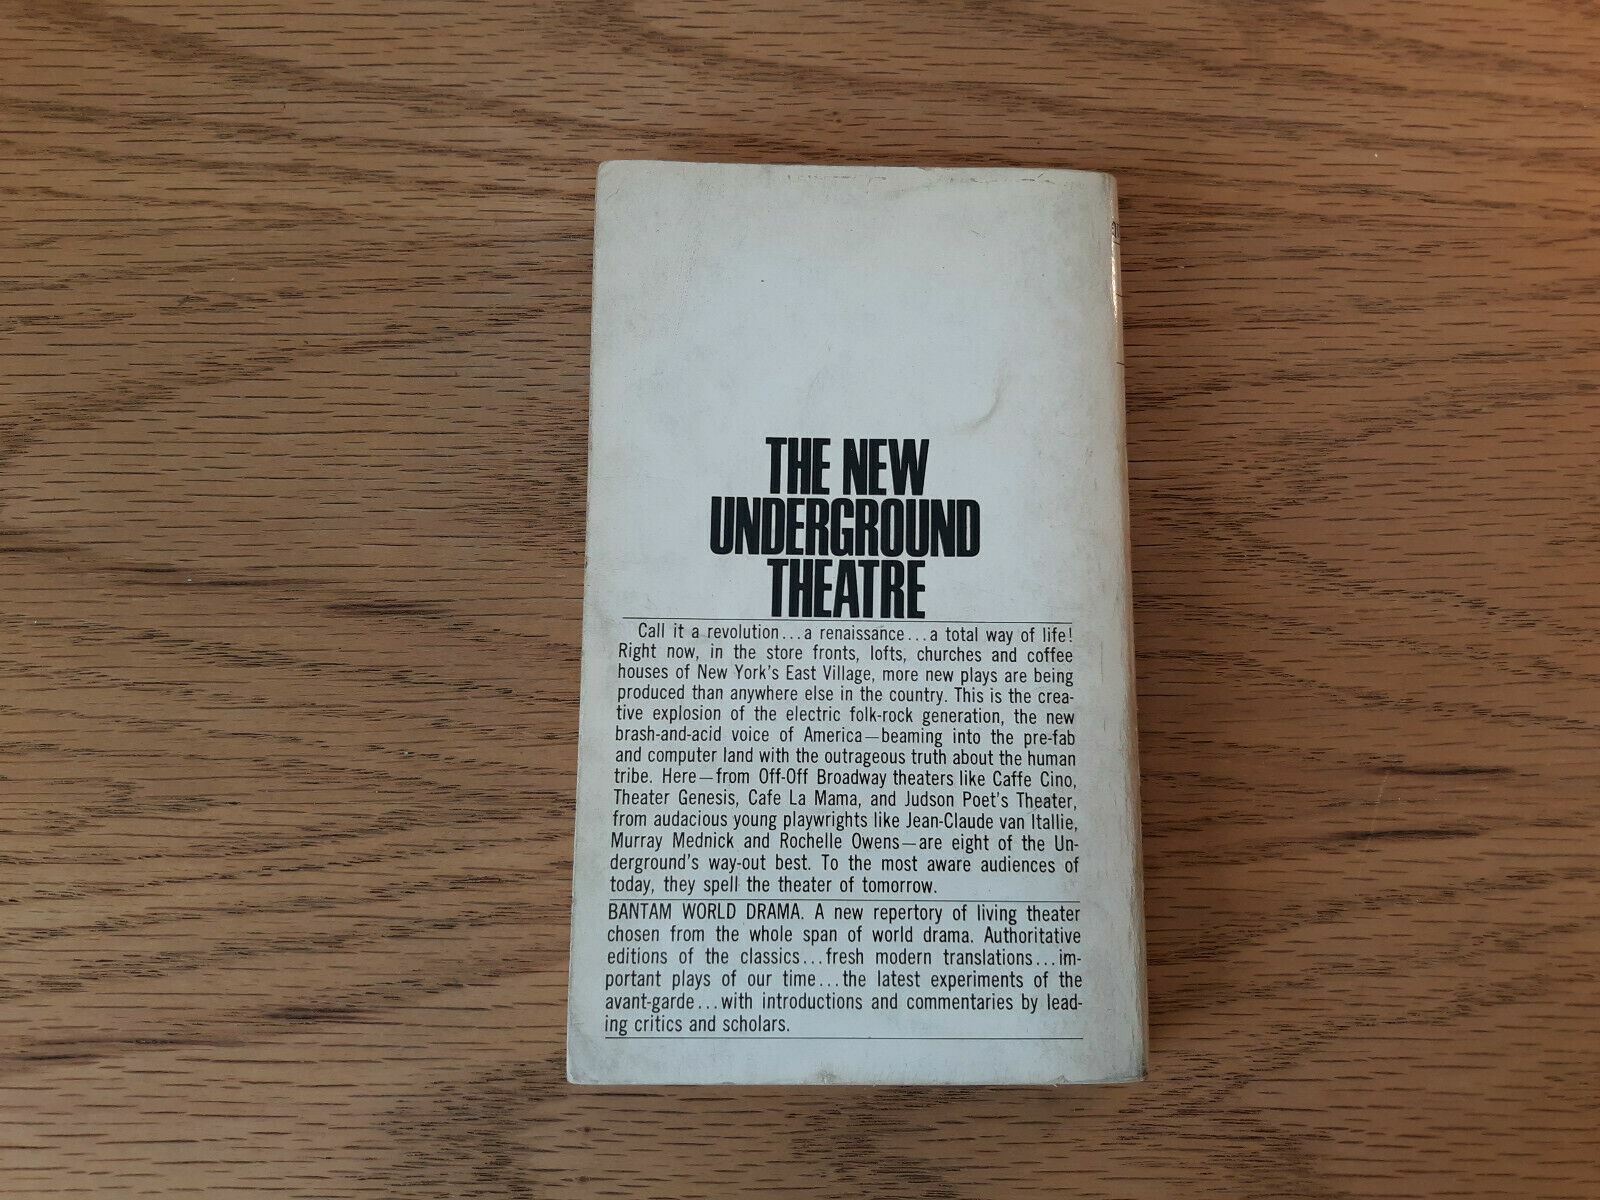 THE NEW
UNDERGROUND
THEATRE
Call it a revolution...a renaissance...a total way of life!
Right now, in the store fronts, lofts, churches and coffee
houses of New York's East Village, more new plays are being
produced than anywhere else in the country. This is the crea-
tive explosion of the electric folk-rock generation, the new
brash-and-acid voice of America—beaming into the pre-fab
and computer land with the outrageous truth about the human
tribe. Here—from Off-Off Broadway theaters like Caffe Cino,
Theater Genesis, Cafe La Mama, and Judson Poet's Theater,
from audacious young playwrights like Jean-Claude van Itallie,
Murray Mednick and Rochelle Owens—are eight of the Un-
derground's way-out best. To the most aware audiences of
today, they spell the theater of tomorrow.
BANTAM WORLD DRAMA. A new repertory of living theater
chosen from the whole span of world drama. Authoritative
editions of the classics...fresh modern translations...im-
portant plays of our time...the latest experiments of the
avant-garde...with introductions and commentaries by lead-
ing critics and scholars.